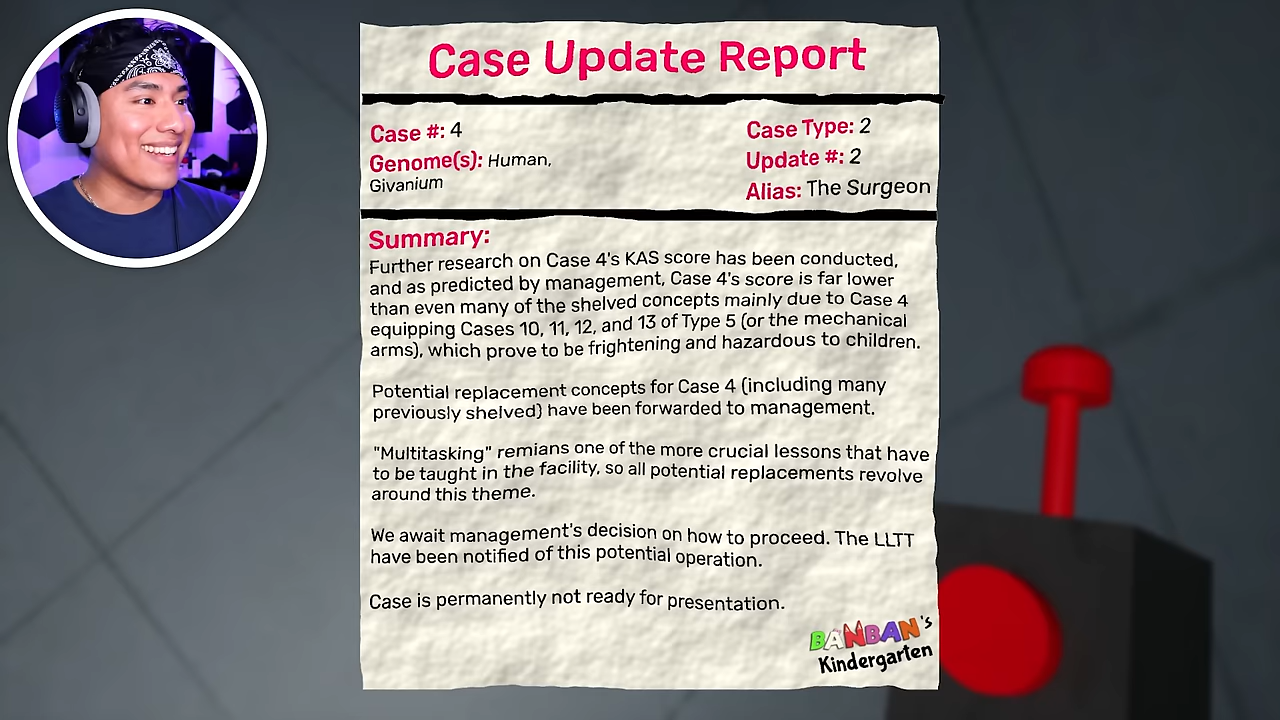 Case Update Report
Case #: 4
Genome(s): Human,
Givanium
Case Type: 2
Update #: 2
Alias: The Surgeon
Summary:
Further research on Case 4's KAS score has been conducted,
and as predicted by management, Case 4's score is far lower
than even many of the shelved concepts mainly due to Case 4
equipping Cases 10, 11, 12, and 13 of Type 5 (or the mechanical
arms), which prove to be frightening and hazardous to children.
Potential replacement concepts for Case 4 (including many
previously shelved) have been forwarded to management.
"Multitasking" remians one of the more crucial lessons that have
to be taught in the facility, so all potential replacements revolve
around this theme.
We await management's decision on how to proceed. The LLTT
have been notified of this potential operation.
Case is permanently not ready for presentation.
BANBAN's
Kindergarten